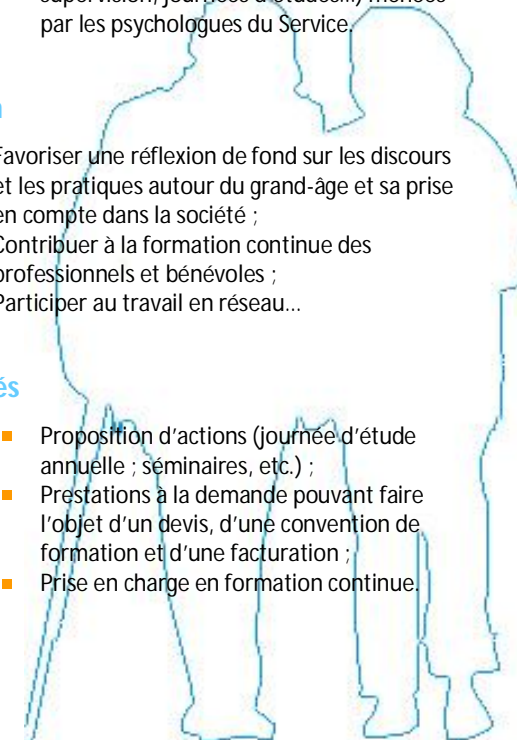 par les psychologues du Service.
Favoriser une réflexion de fond sur les discours
et les pratiques autour du grand-âge et sa prise
en compte dans la société ;
Contribuer à la formation continue des
professionnels et bénévoles ;
Participer au travail en réseau...
és
Proposition d'actions (journée d'étude
annuelle ; séminaires, etc.) ;
Prestations à la demande pouvant faire
l'objet d'un devis, d'une convention de
formation et d'une facturation ;
Prise en charge en formation continue.